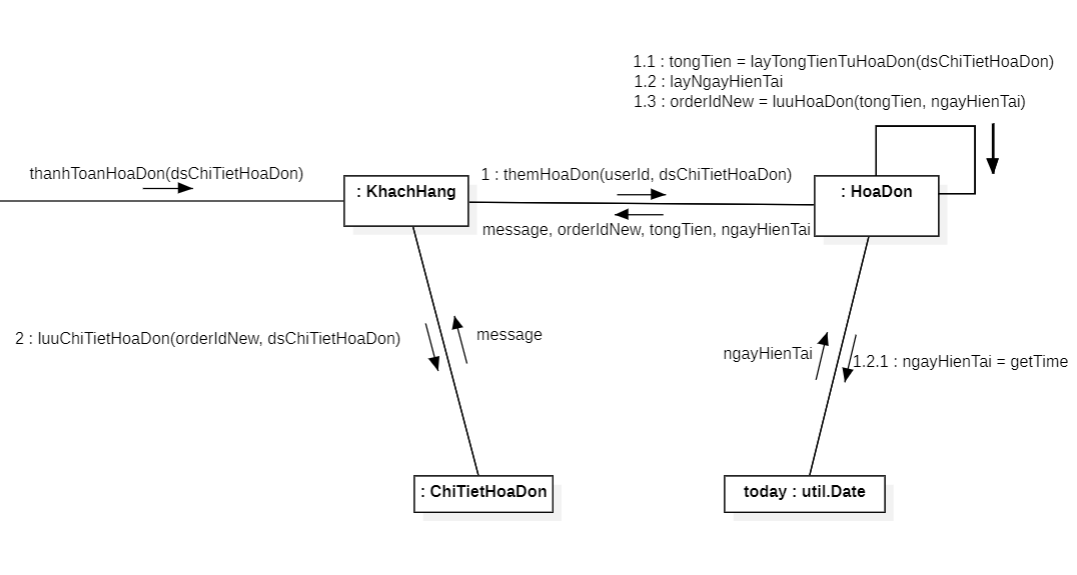 1.1 : tongTien = layTongTienTuHoaDon(dsChiTietHoaDon)
1.2 : layNgayHienTai
1.3 : orderIdNew = luuHoaDon(tongTien, ngayHienTai)
thanhToanHoaDon(dsChiTietHoaDon)
: KhachHang
1 : themHoaDon(userId, dsChiTietHoaDon)
: HoaDon
message, orderIdNew, tongTien, ngayHienTai
2 : luuChiTietHoaDon(orderIdNew, dsChiTietHoaDon)
message
ngayHienTai
1.2.1 : ngayHienTai = getTime
: ChiTietHoaDon
today : util.Date